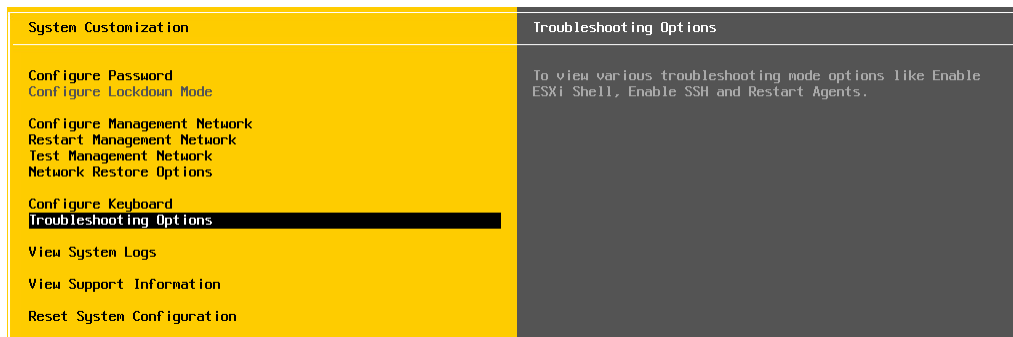 System Customization
Troubleshooting Options
Configure Password
Configure Lockdown Mode
Configure Management Network
Restart Management Network
Test Management Network
Network Restore Options
Configure Keyboard
Troubleshooting Options
View System Logs
View Support Information
Reset System Configuration
To view various troubleshooting mode options like Enable
ESXi Shell, Enable SSH and Restart Agents.